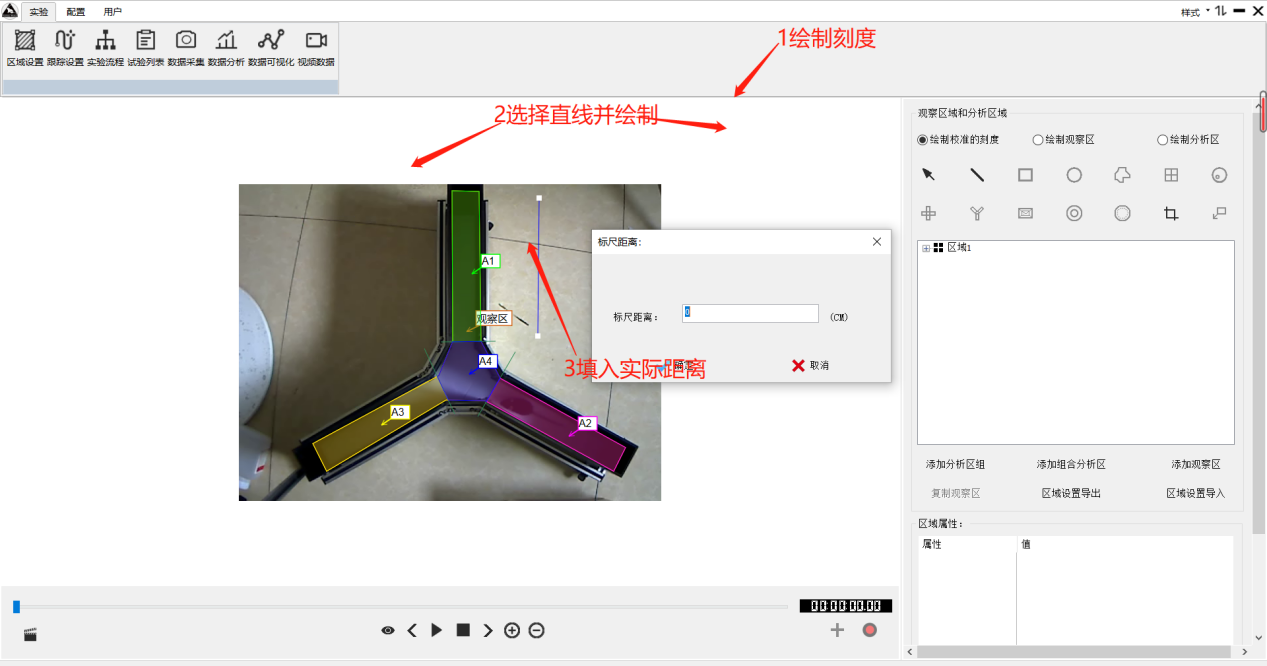 实验 配置 用户 样式
区域设置 跟踪设置 实验流程 试验列表 数据采集 数据分析 数据可视化 视频数据
1绘制刻度
2选择直线并绘制
观察区域和分析区域
绘制校准的刻度 绘制观察区 绘制分析区
标尺距离:
A1
区域1
观察区
标尺距离: 0 (CM)
A4
3填入实际距离
确定 取消
A3
A2
添加分析区组 添加组合分析区 添加观察区
复制观察区 区域设置导出 区域设置导入
区域属性:
属性 值
00:00:00.00